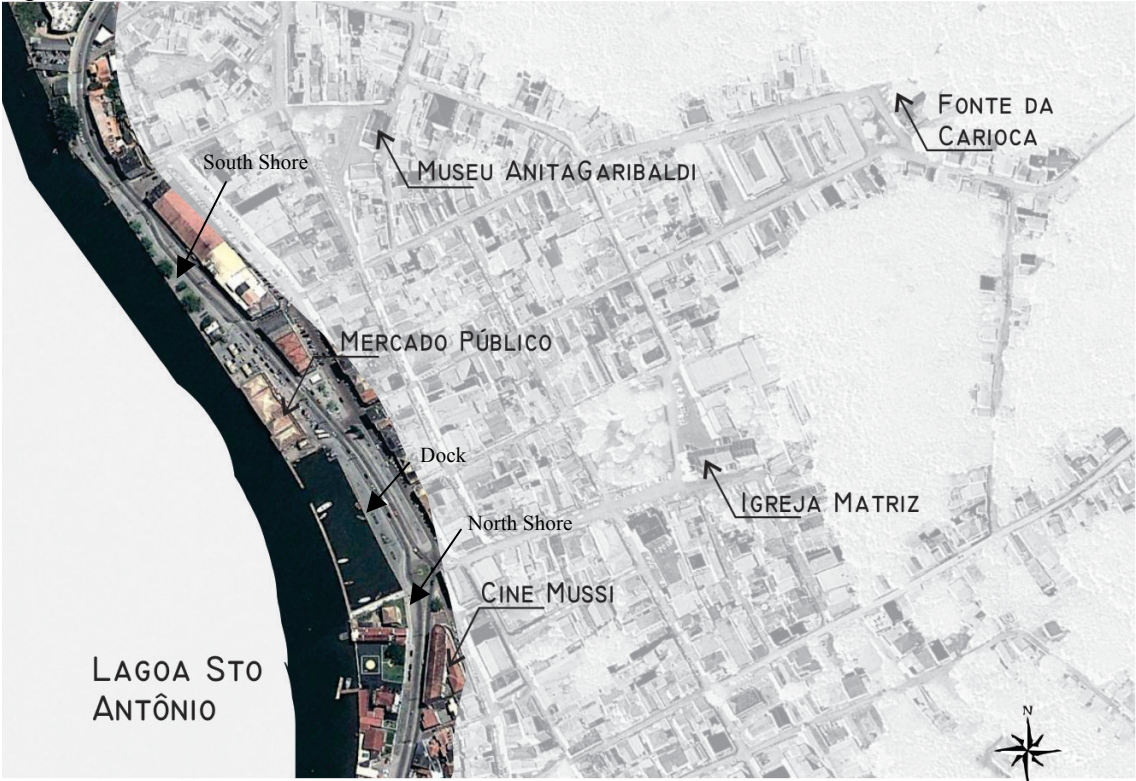 FONTE DA
CARIOCA
South Shore
MUSEU ANITAGARIBALDI
MERCADO PÚBLICO
Dock
IGREJA MATRIZ
North Shore
CINE MUSSI
LAGOA STO
ANTÔNIO
N